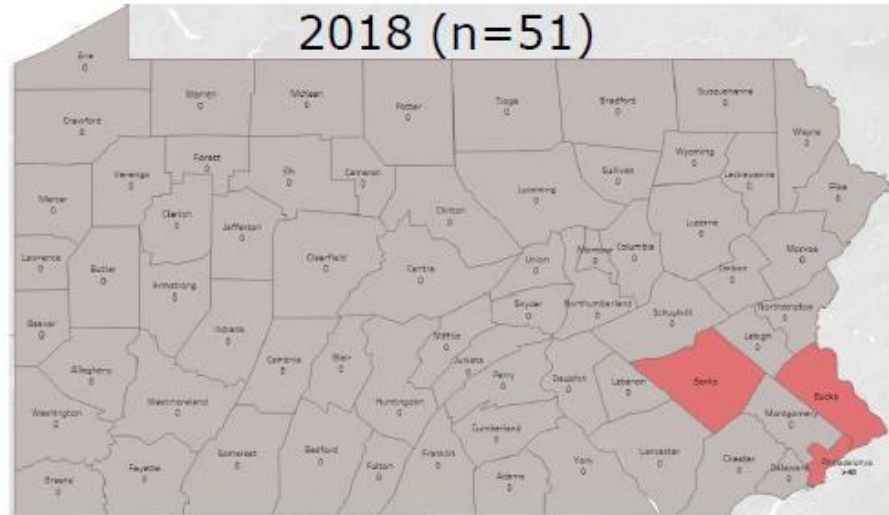 2018 (n=51)
Erie
0
Warren
0
McKean
0
Potter
0
Tioga
0
Bradford
0
Susquehanna
0
Crawford
0
Wayne
0
Forest
0
Elk
0
Cameron
0
Wyoming
0
Sullivan
0
Lackawanna
0
Venango
0
Pike
0
Mercer
0
Clarion
0
Jefferson
0
Clinton
0
Lycoming
0
Luzerne
0
Columbia
0
Monroe
0
Lawrence
0
Butler
0
Clearfield
0
Centre
0
Union
0
0
Carbon
0
Armstrong
0
Snyder
0
Northumberland
0
Schuylkill
0
Northampton
0
Beaver
0
Indiana
0
Mifflin
0
Lehigh
0
Allegheny
0
Cambria
0
Blair
0
Juniata
0
Perry
0
Dauphin
0
Lebanon
0
Berks
Bucks
Huntingdon
0
Westmoreland
0
Washington
0
Cumberland
0
Montgomery
0
Somerset
0
Bedford
0
Fulton
0
Franklin
0
Adams
0
York
0
Lancaster
0
Chester
0
Delaware
0
Philadelphia
>40
Greene
0
Fayette
0